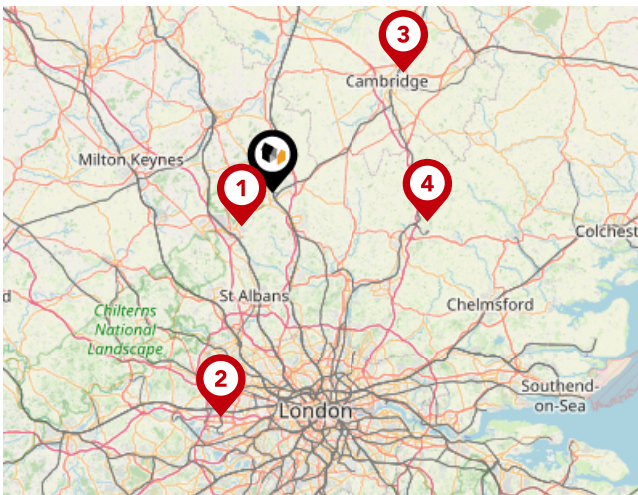 3
Cambridge
Milton Keynes
1
4
Colchest
d
St Albans
Chelmsford
Chilterns
National
Landscape
2
Southend-
on-Sea
London